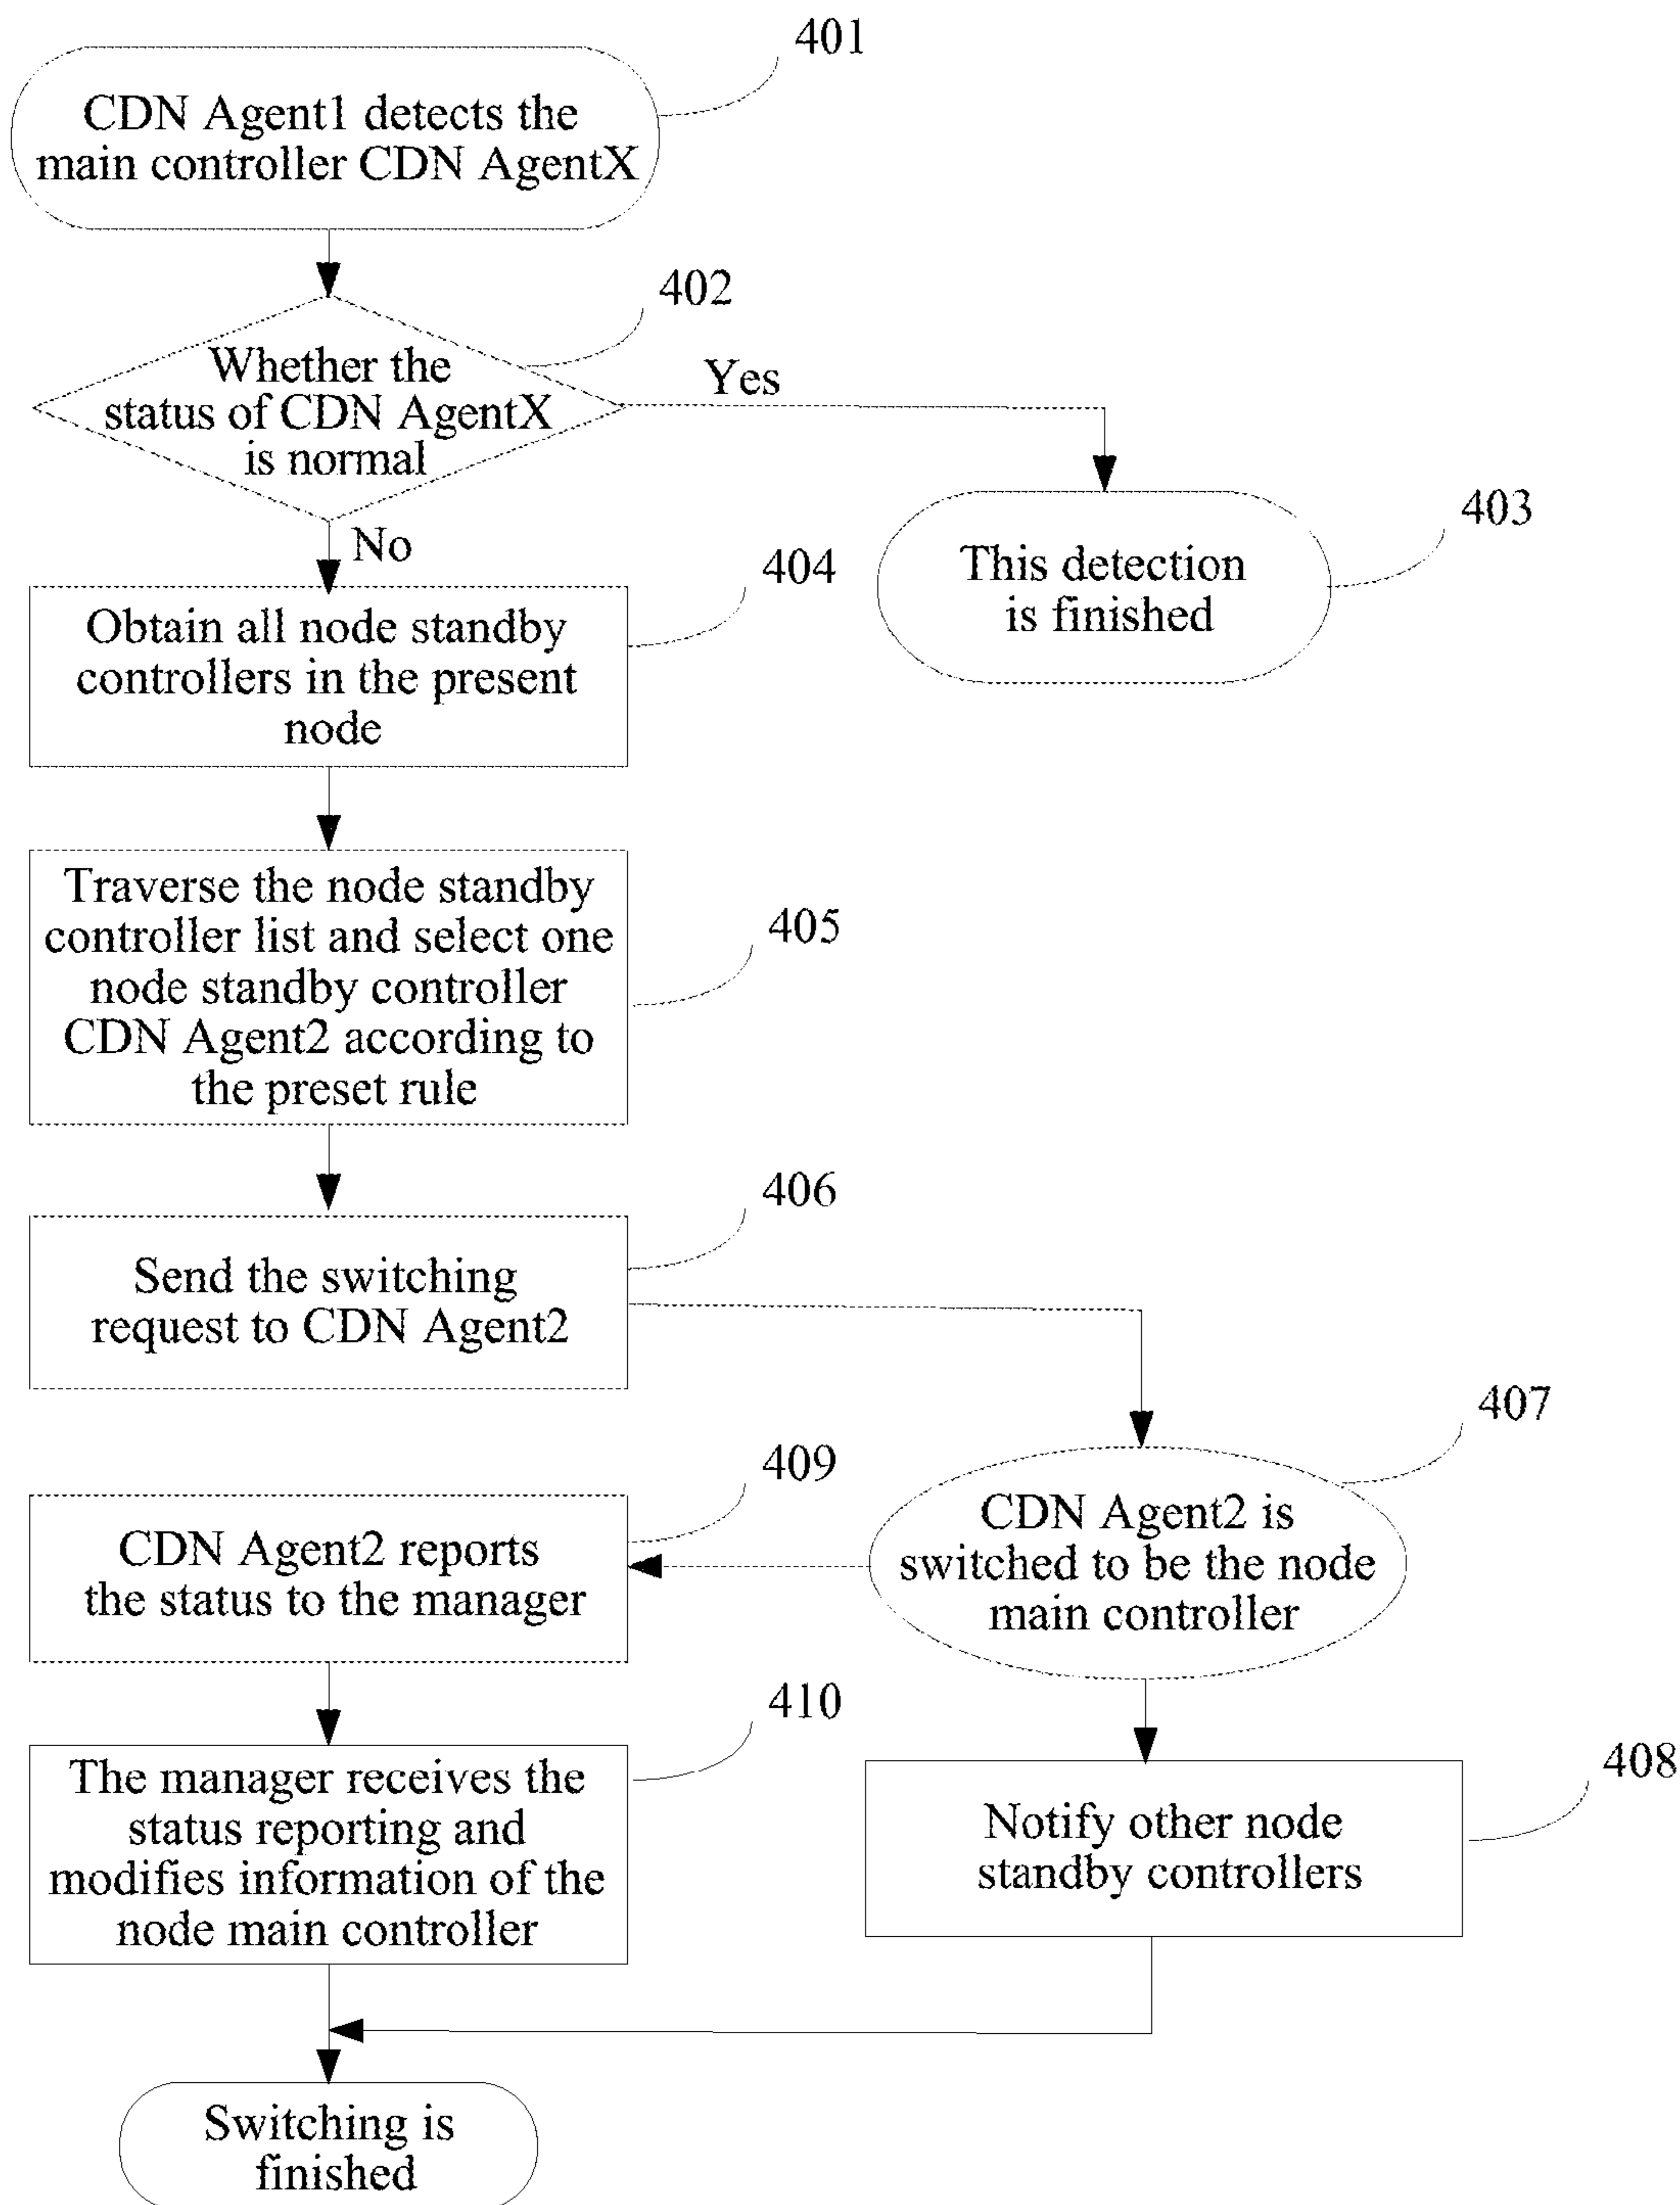 401
CDN Agent1 detects the
main controller CDN AgentX
402
Whether the
status of CDN AgentX
is normal
Yes
No
403
This detection
is finished
404
Obtain all node standby
controllers in the present
node
405
Traverse the node standby
controller list and select one
node standby controller
CDN Agent2 according to
the preset rule
406
Send the switching
request to CDN Agent2
407
CDN Agent2 is
switched to be the node
main controller
409
CDN Agent2 reports
the status to the manager
410
The manager receives the
status reporting and
modifies information of the
node main controller
408
Notify other node
standby controllers
Switching is
finished